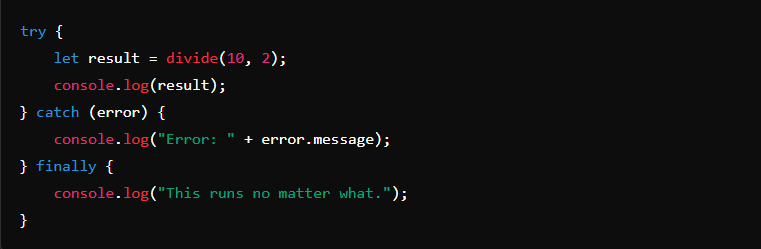 try {
    let result = divide(10, 2);
    console.log(result);
} catch (error) {
    console.log("Error: " + error.message);
} finally {
    console.log("This runs no matter what.");
}